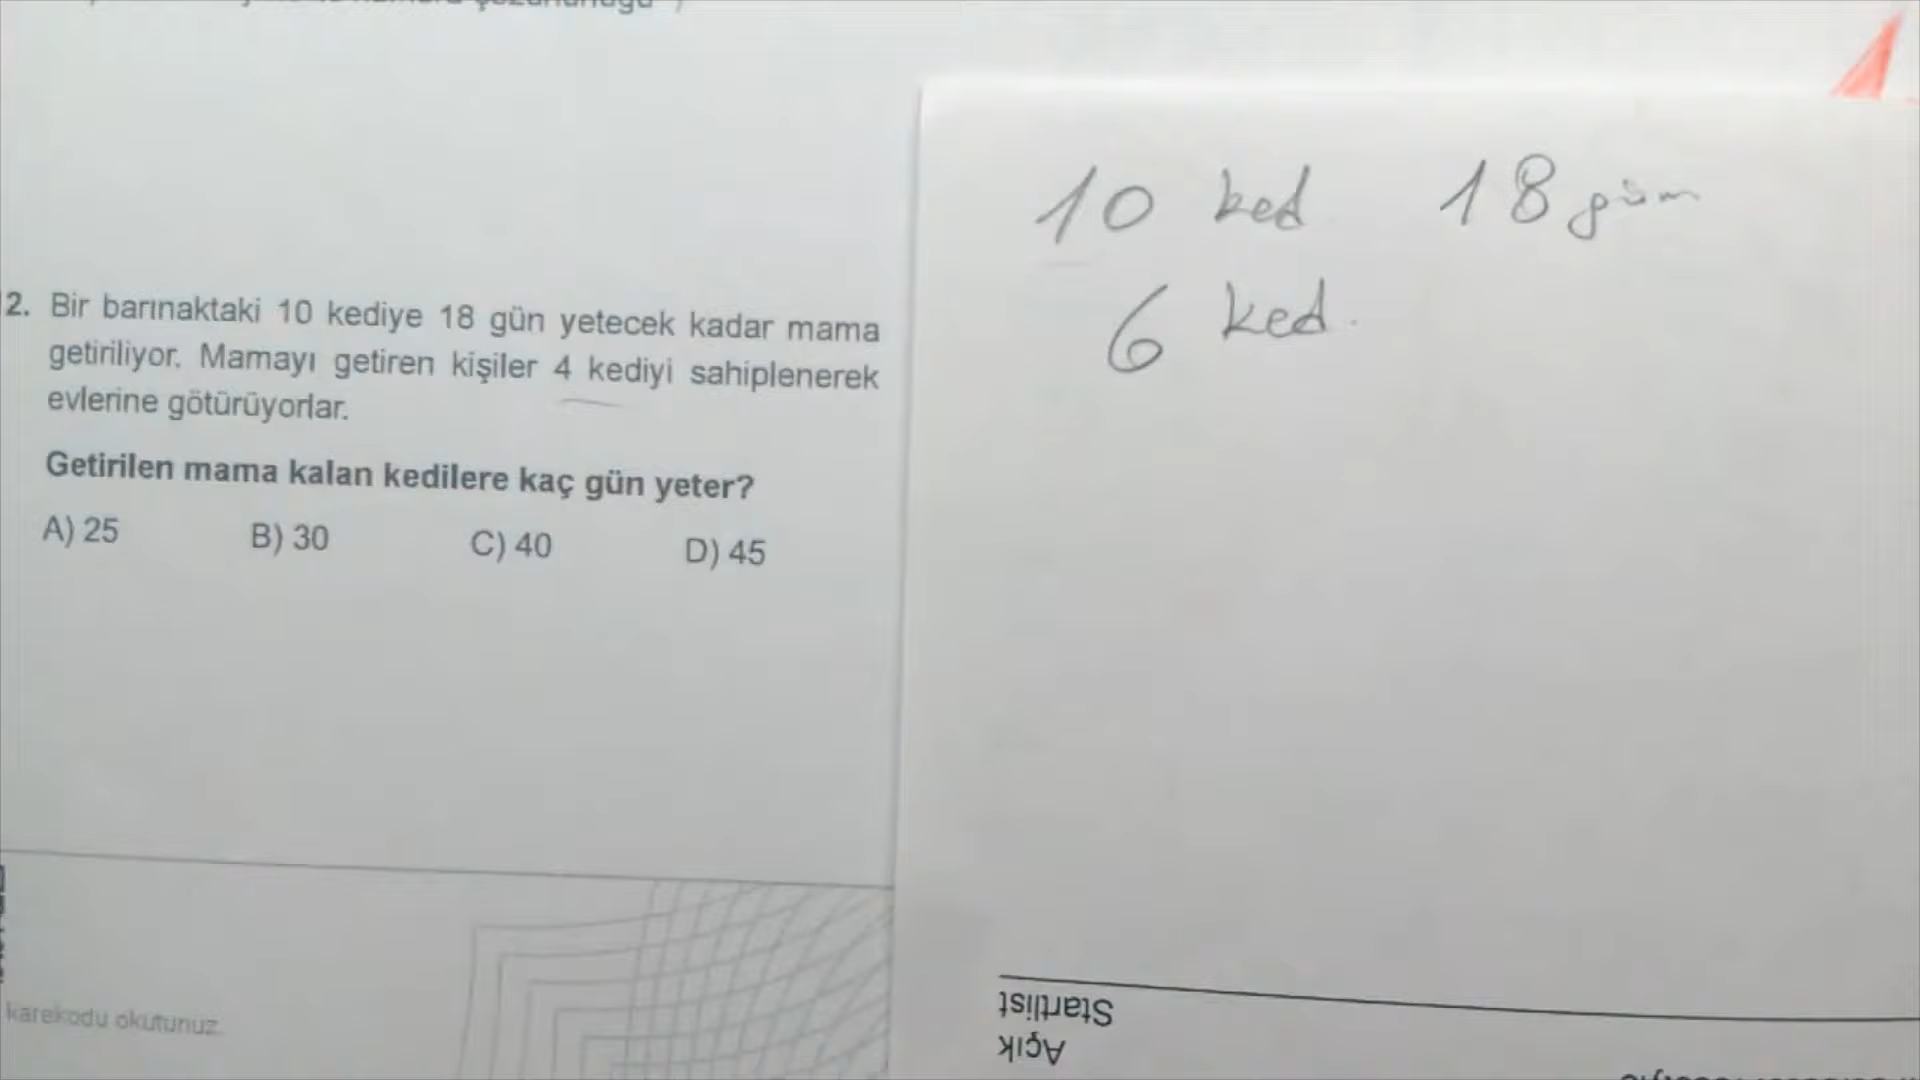 2. Bir barınaktaki 10 kediye 18 gün yetecek kadar mama
getiriliyor. Mamayı getiren kişiler 4 kediyi sahiplenerek
evlerine götürüyorlar.
Getirilen mama kalan kedilere kaç gün yeter?
A) 25 B) 30 C) 40 D) 45
karekodu okutunuz.
10 ked 18 gün
6 ked.
Startlist
Açık